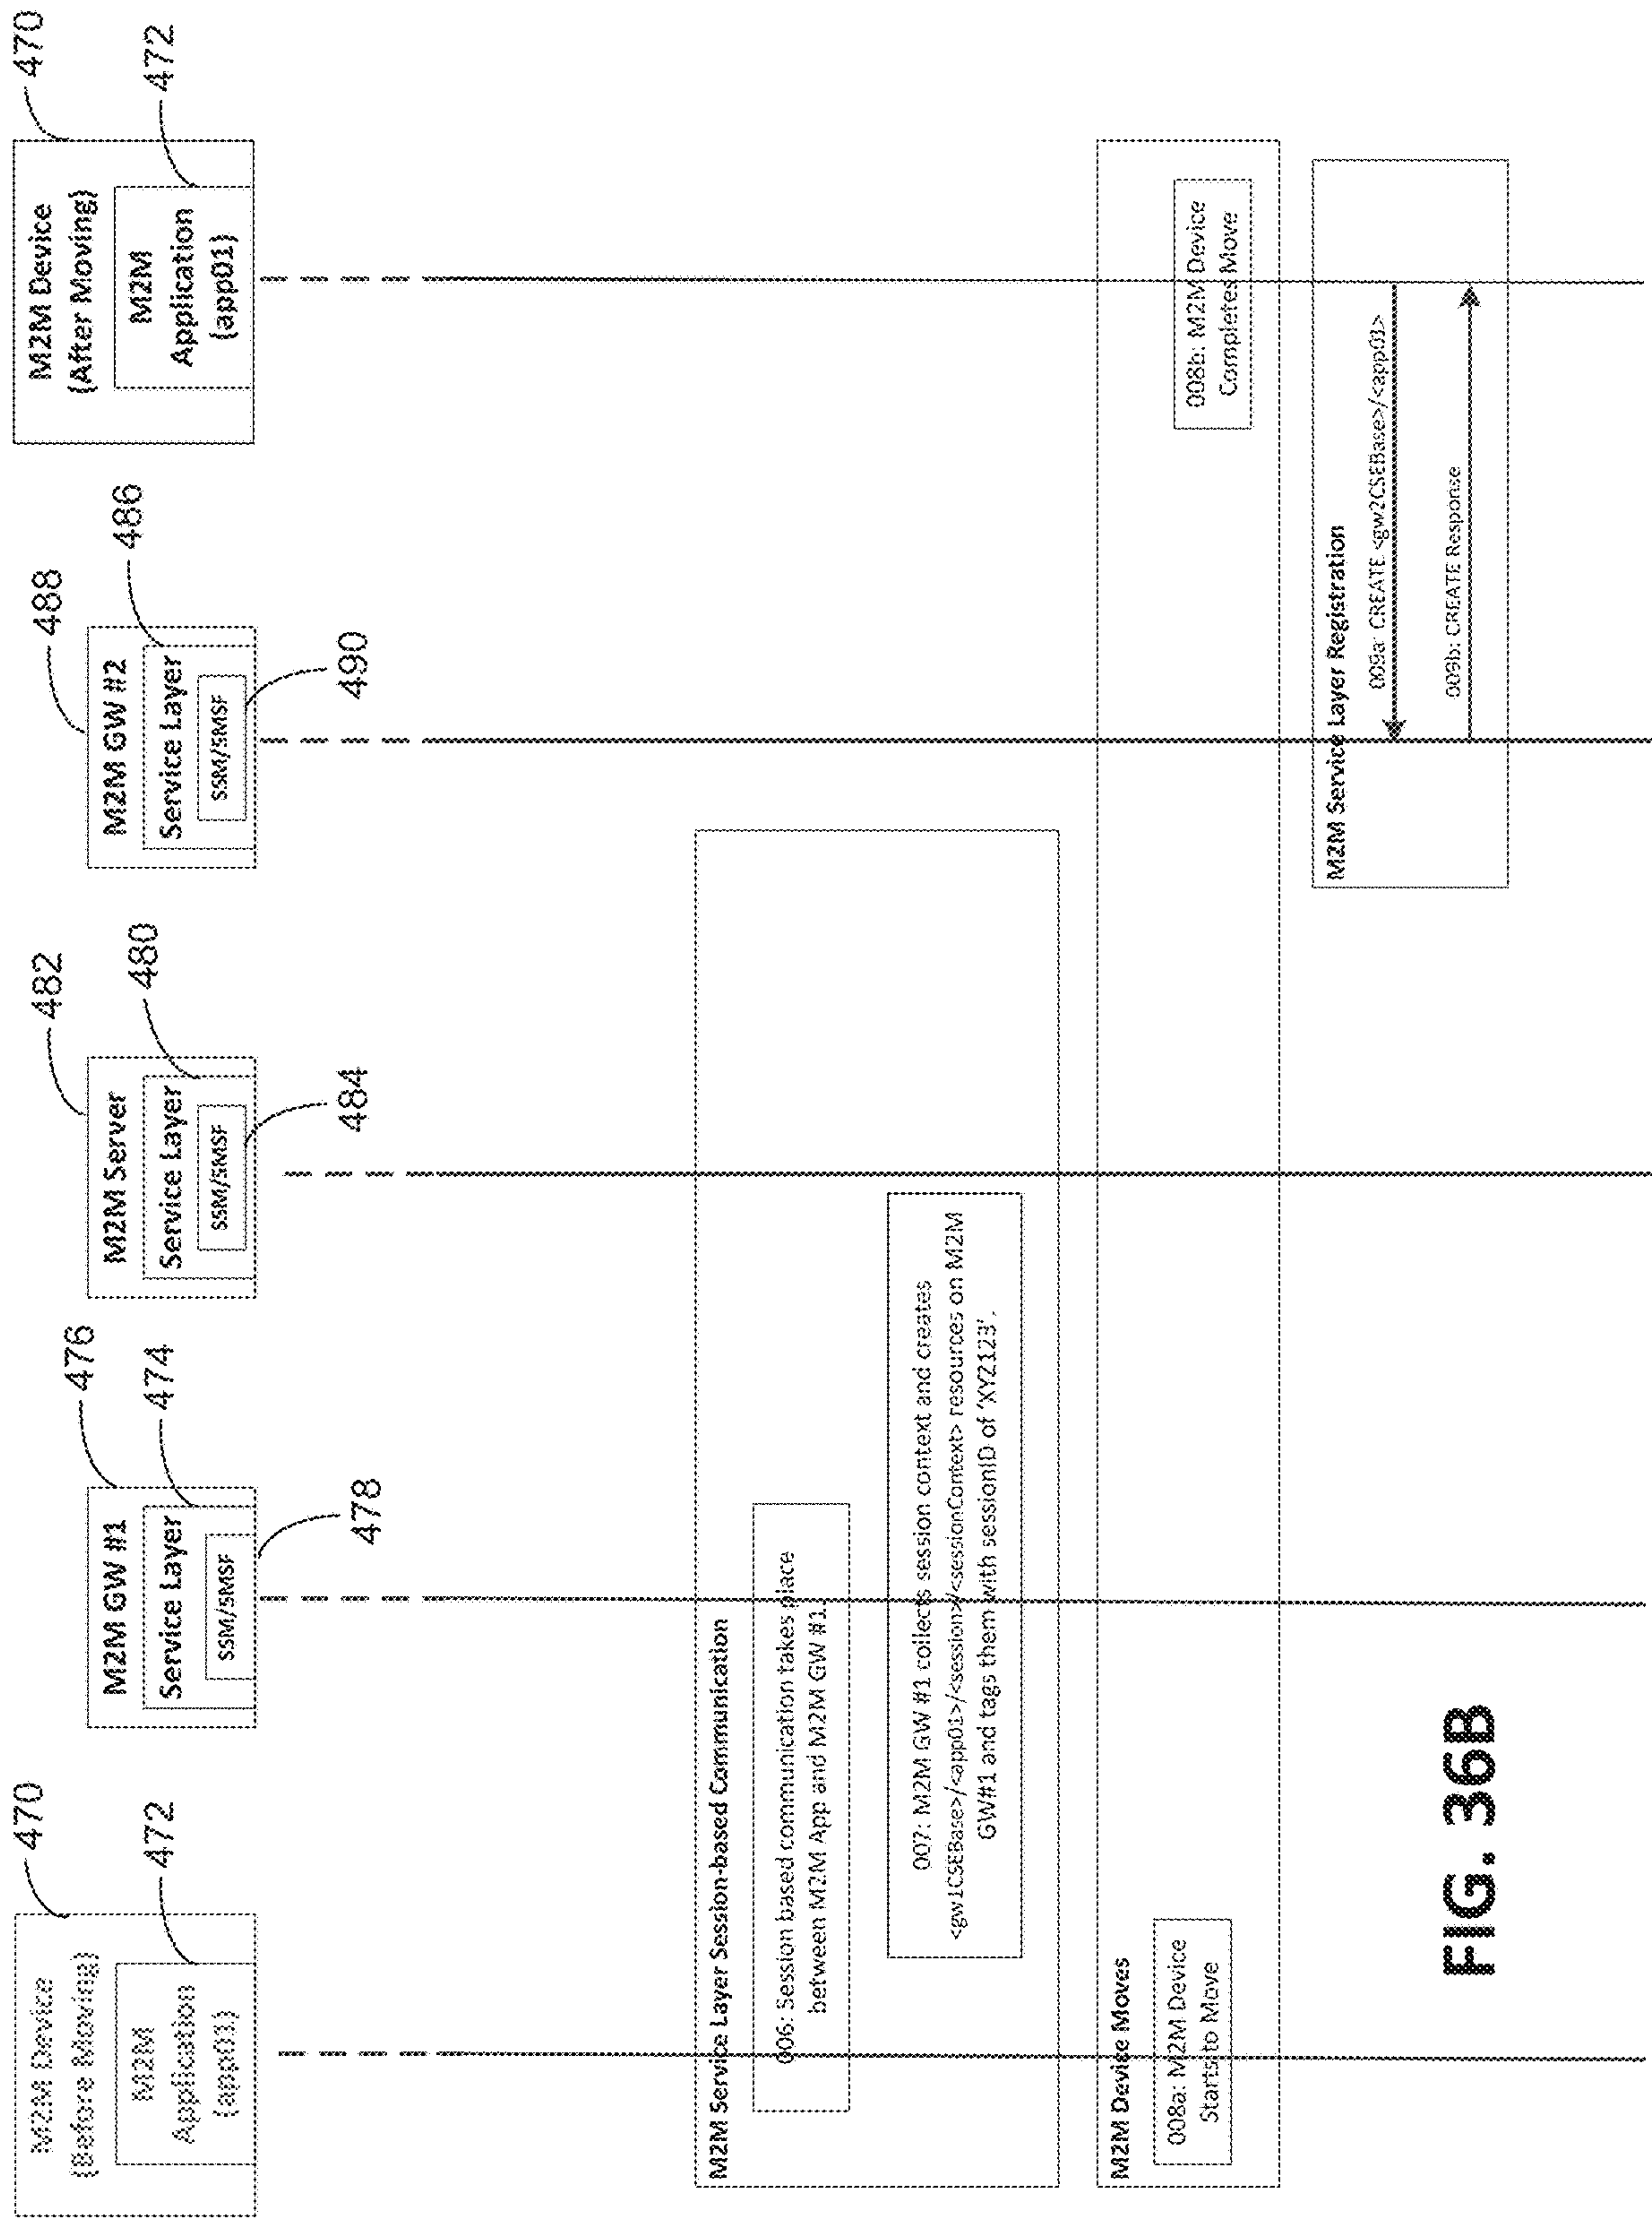 470
M2M Device
(Before Moving)
472
M2M
Application
(app01)
476
M2M GW #1
474
Service Layer
SSM/SMSF
478
482
M2M Server
480
Service Layer
SSM/SMSF
484
488
M2M GW #2
486
Service Layer
SSM/SMSF
490
470
M2M Device
(After Moving)
472
M2M
Application
(app01)
M2M Service Layer Session-based Communication
006: Session based communication takes place
between M2M App and M2M GW #1.
007: M2M GW #1 collects session context and creates
<gw1CSEBase>/<app01>/<session>/<sessionContext> resources on M2M
GW#1 and tags them with sessionID of 'XYZ123'.
M2M Device Moves
008a: M2M Device
Starts to Move
008b: M2M Device
Completes Move
M2M Service Layer Registration
009a: CREATE <gw2CSEBase>/<app01>
009b: CREATE Response
FIG. 36B